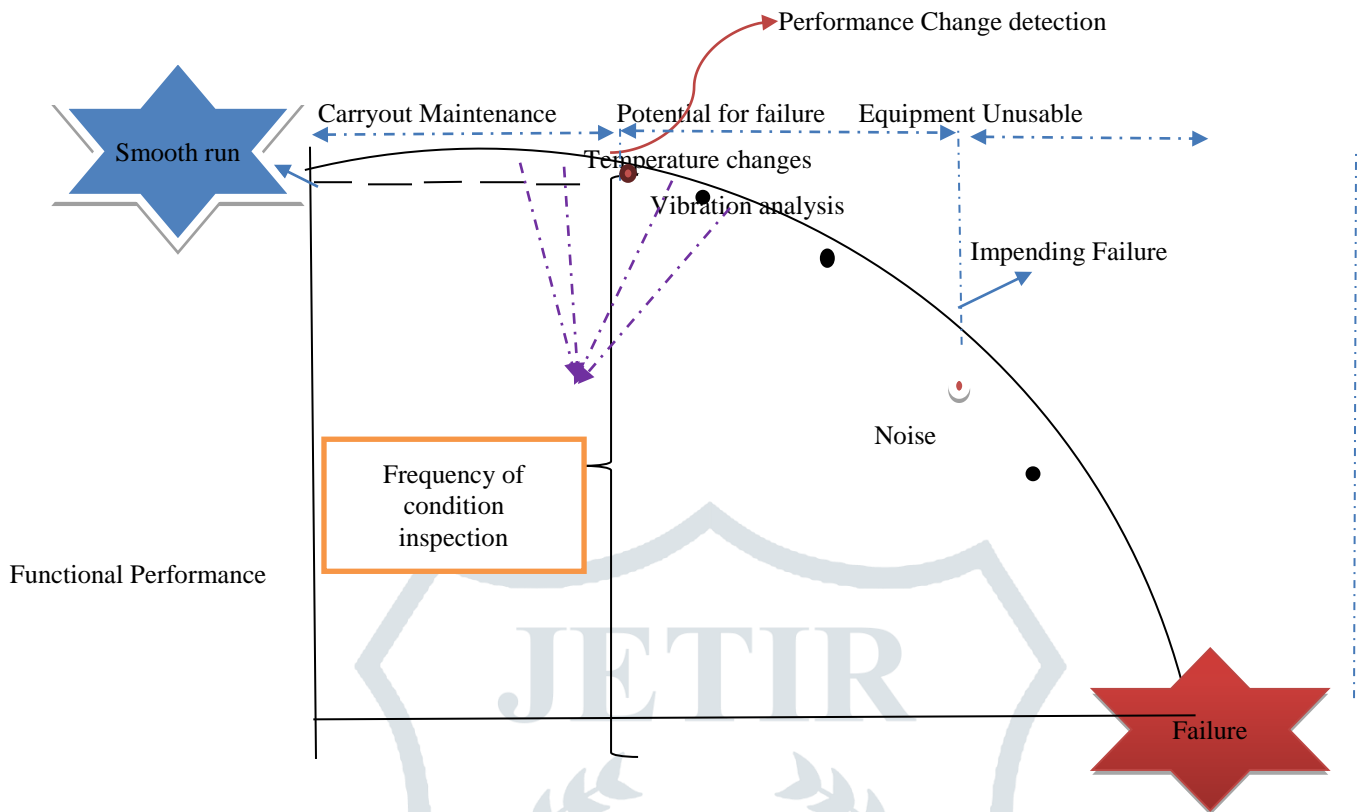 Performance Change detection
Carryout Maintenance
Potential for failure
Equipment Unusable
Smooth run
Temperature changes
Vibration analysis
Impending Failure
Noise
Frequency of
condition
inspection
Functional Performance
JETIR
Failure